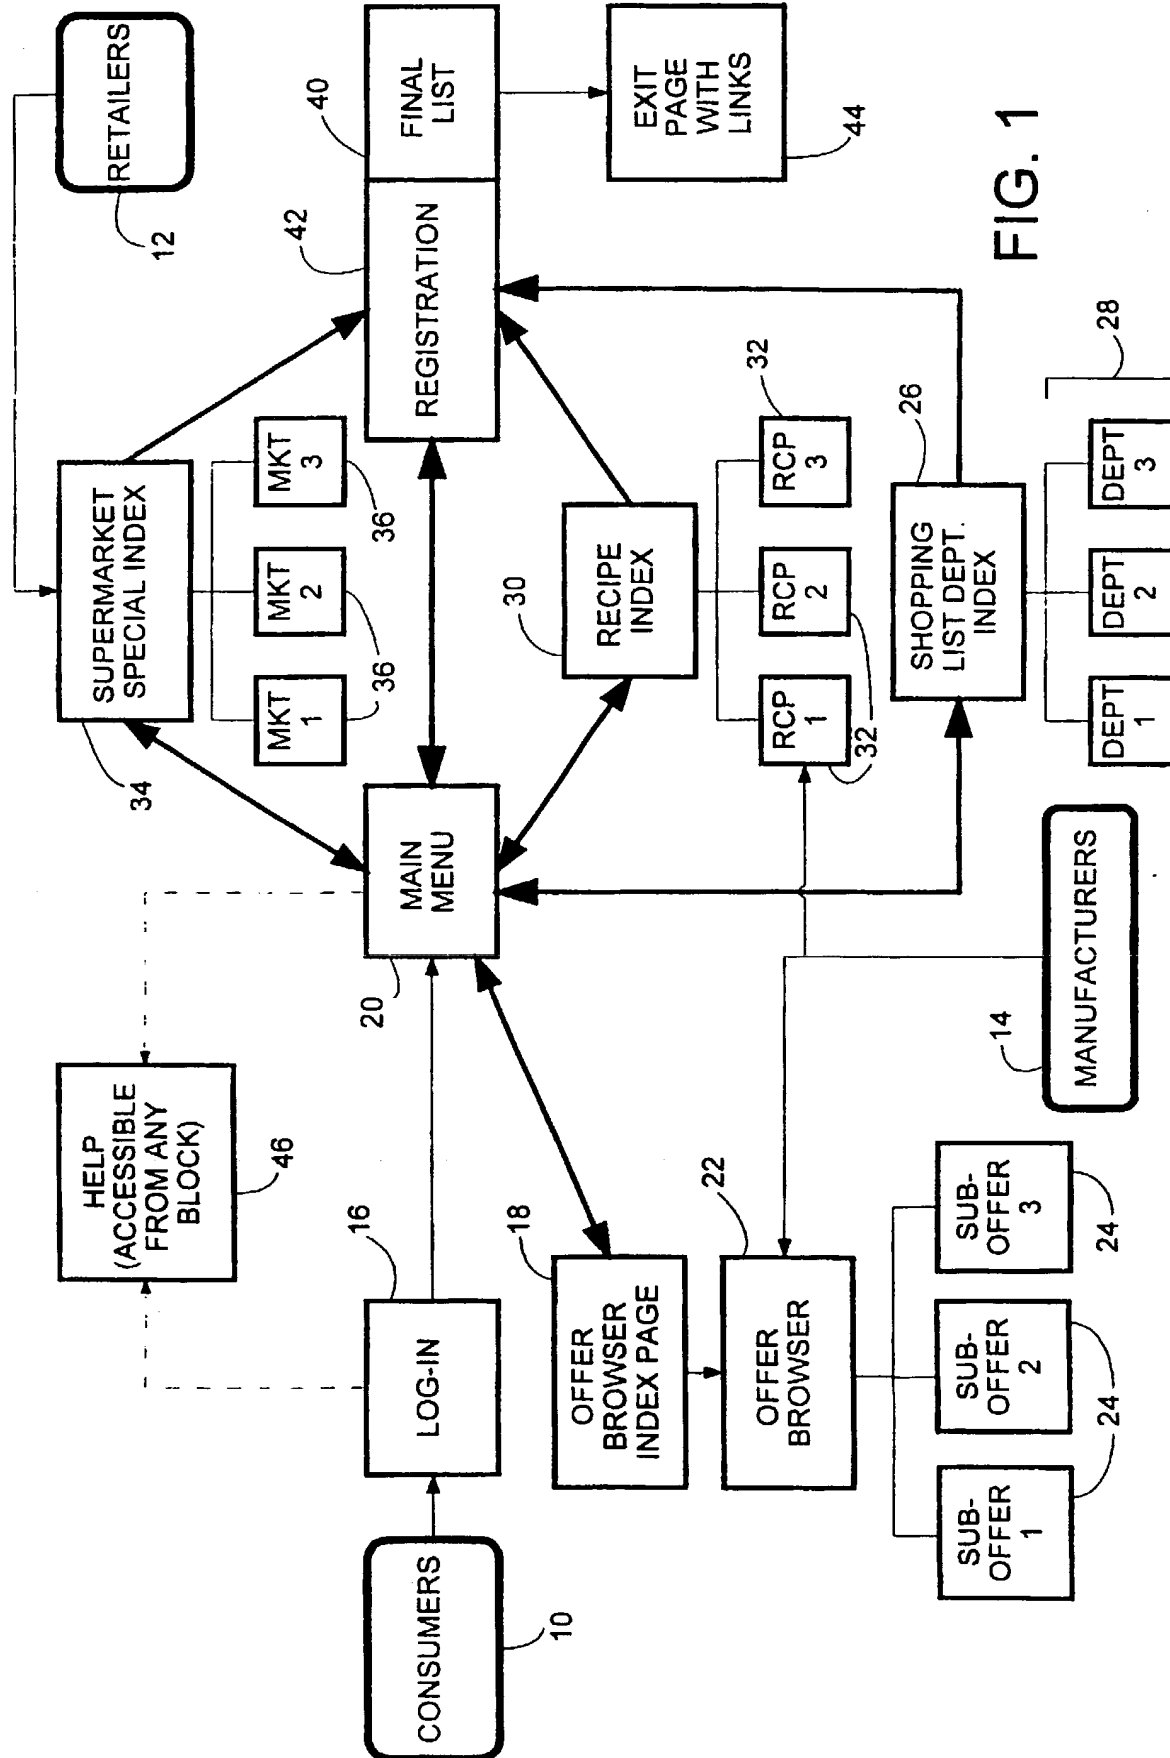 RETAILERS
12
HELP
(ACCESSIBLE
FROM ANY
BLOCK)
46
SUPERMARKET
SPECIAL INDEX
34
MKT
1
MKT
2
MKT
3
36
36
CONSUMERS
10
LOG-IN
16
MAIN
MENU
20
REGISTRATION
42
FINAL
LIST
40
EXIT
PAGE
WITH
LINKS
44
OFFER
BROWSER
INDEX PAGE
18
OFFER
BROWSER
22
SUB-
OFFER
1
SUB-
OFFER
2
SUB-
OFFER
3
24
24
RECIPE
INDEX
30
RCP
1
RCP
2
RCP
3
32
32
SHOPPING
LIST DEPT.
INDEX
26
DEPT
1
DEPT
2
DEPT
3
28
MANUFACTURERS
14
FIG. 1